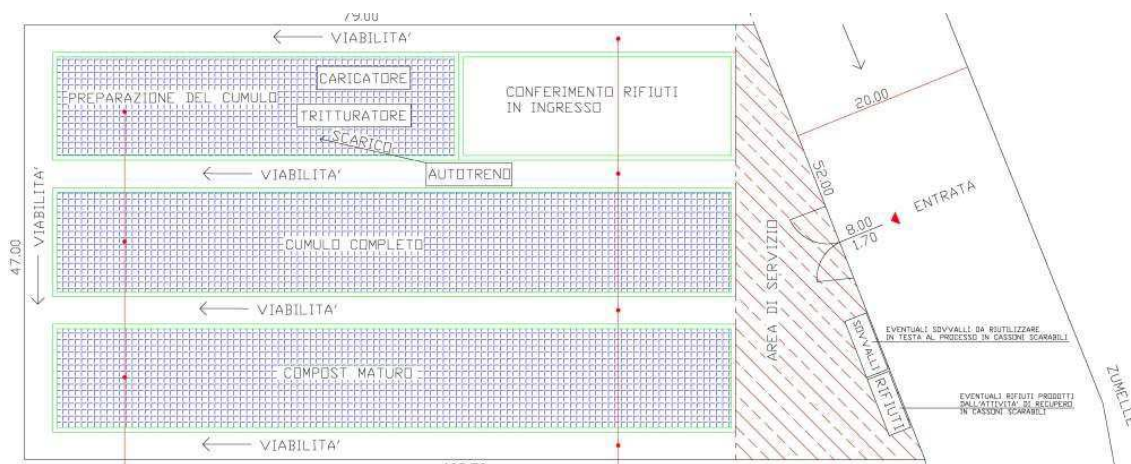 79.00
VIABILITA'
CARICATORE
PREPARAZIONE DEL CUMULO
TRITTURATORE
SCARICO
CONFERIMENTO RIFIUTI
IN INGRESSO
20.00
VIABILITA'
AUTOTRENO
52.00
VIABILITA'
47.00
ENTRATA
8.00
1.70
CUMULO COMPLETO
AREA DI SERVIZIO
VIABILITA'
SOVVALLI
EVENTUALI SOVVALLI DA RIUTILIZZARE
IN TESTA AL PROCESSO IN CASSONI SCARABILI
COMPOST MATURO
RIFIUTI
EVENTUALI RIFIUTI PRODOTTI
DALL'ATTIVITA' DI RECUPERO
IN CASSONI SCARABILI
ZUMELLE
VIABILITA'